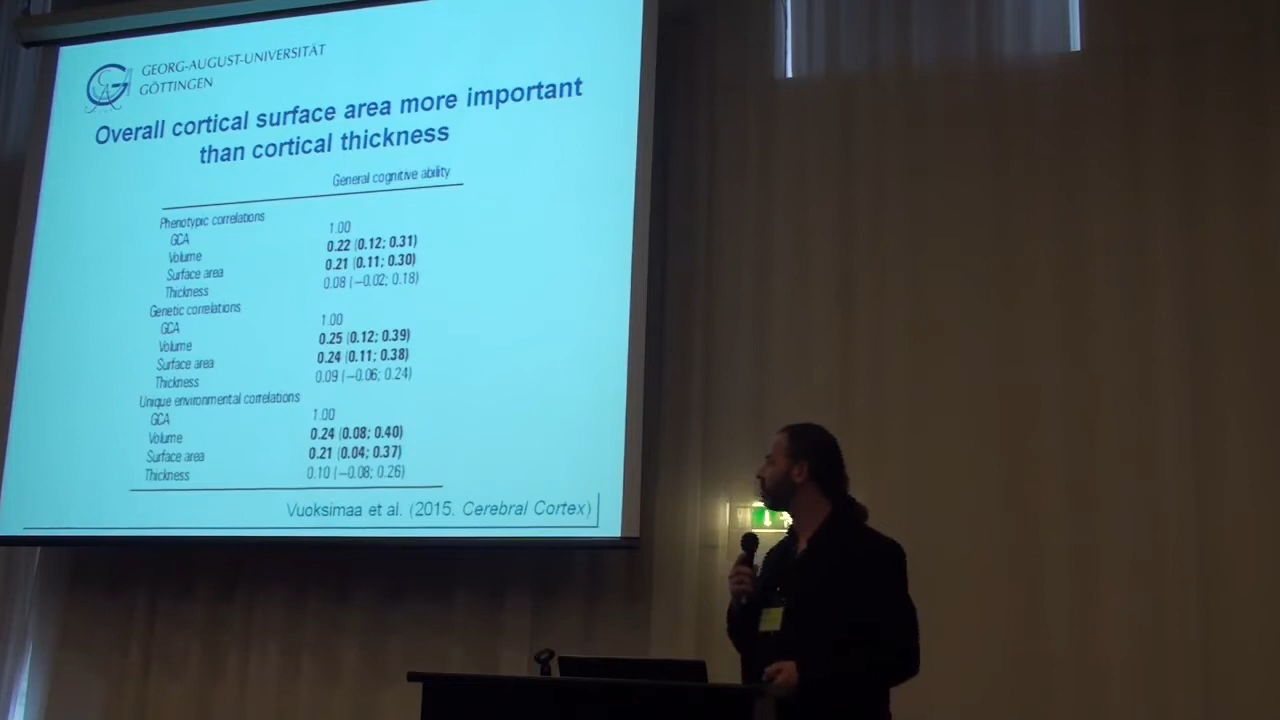 GEORG-AUGUST-UNIVERSITÄT
GÖTTINGEN
Overall cortical surface area more important
than cortical thickness
General cognitive ability
Phenotypic correlations
GCA 1.00
Volume 0.22 (0.12; 0.31)
Surface area 0.21 (0.11; 0.30)
Thickness 0.08 (−0.02; 0.18)
Genetic correlations
GCA 1.00
Volume 0.25 (0.12; 0.39)
Surface area 0.24 (0.11; 0.38)
Thickness 0.09 (−0.06; 0.24)
Unique environmental correlations
GCA 1.00
Volume 0.24 (0.08; 0.40)
Surface area 0.21 (0.04; 0.37)
Thickness 0.10 (−0.08; 0.26)
Vuoksimaa et al. (2015. Cerebral Cortex)